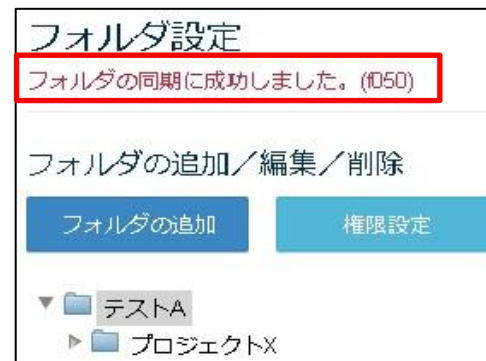 フォルダ設定
フォルダの同期に成功しました。(f050)
フォルダの追加／編集／削除
フォルダの追加
権限設定
テストA
プロジェクトX